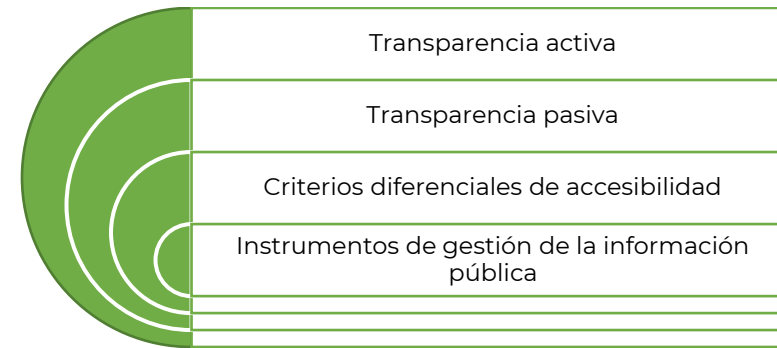 Transparencia activa
Transparencia pasiva
Criterios diferenciales de accesibilidad
Instrumentos de gestión de la información
pública